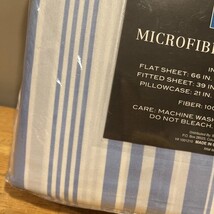 MICROFIBE
IN
FLAT SHEET: 66 IN.
FITTED SHEET: 39 IN
PILLOWCASE: 21 IN.
FIBER: 100
CARE: MACHINE WASH
DO NOT BLEACH
MADE IN